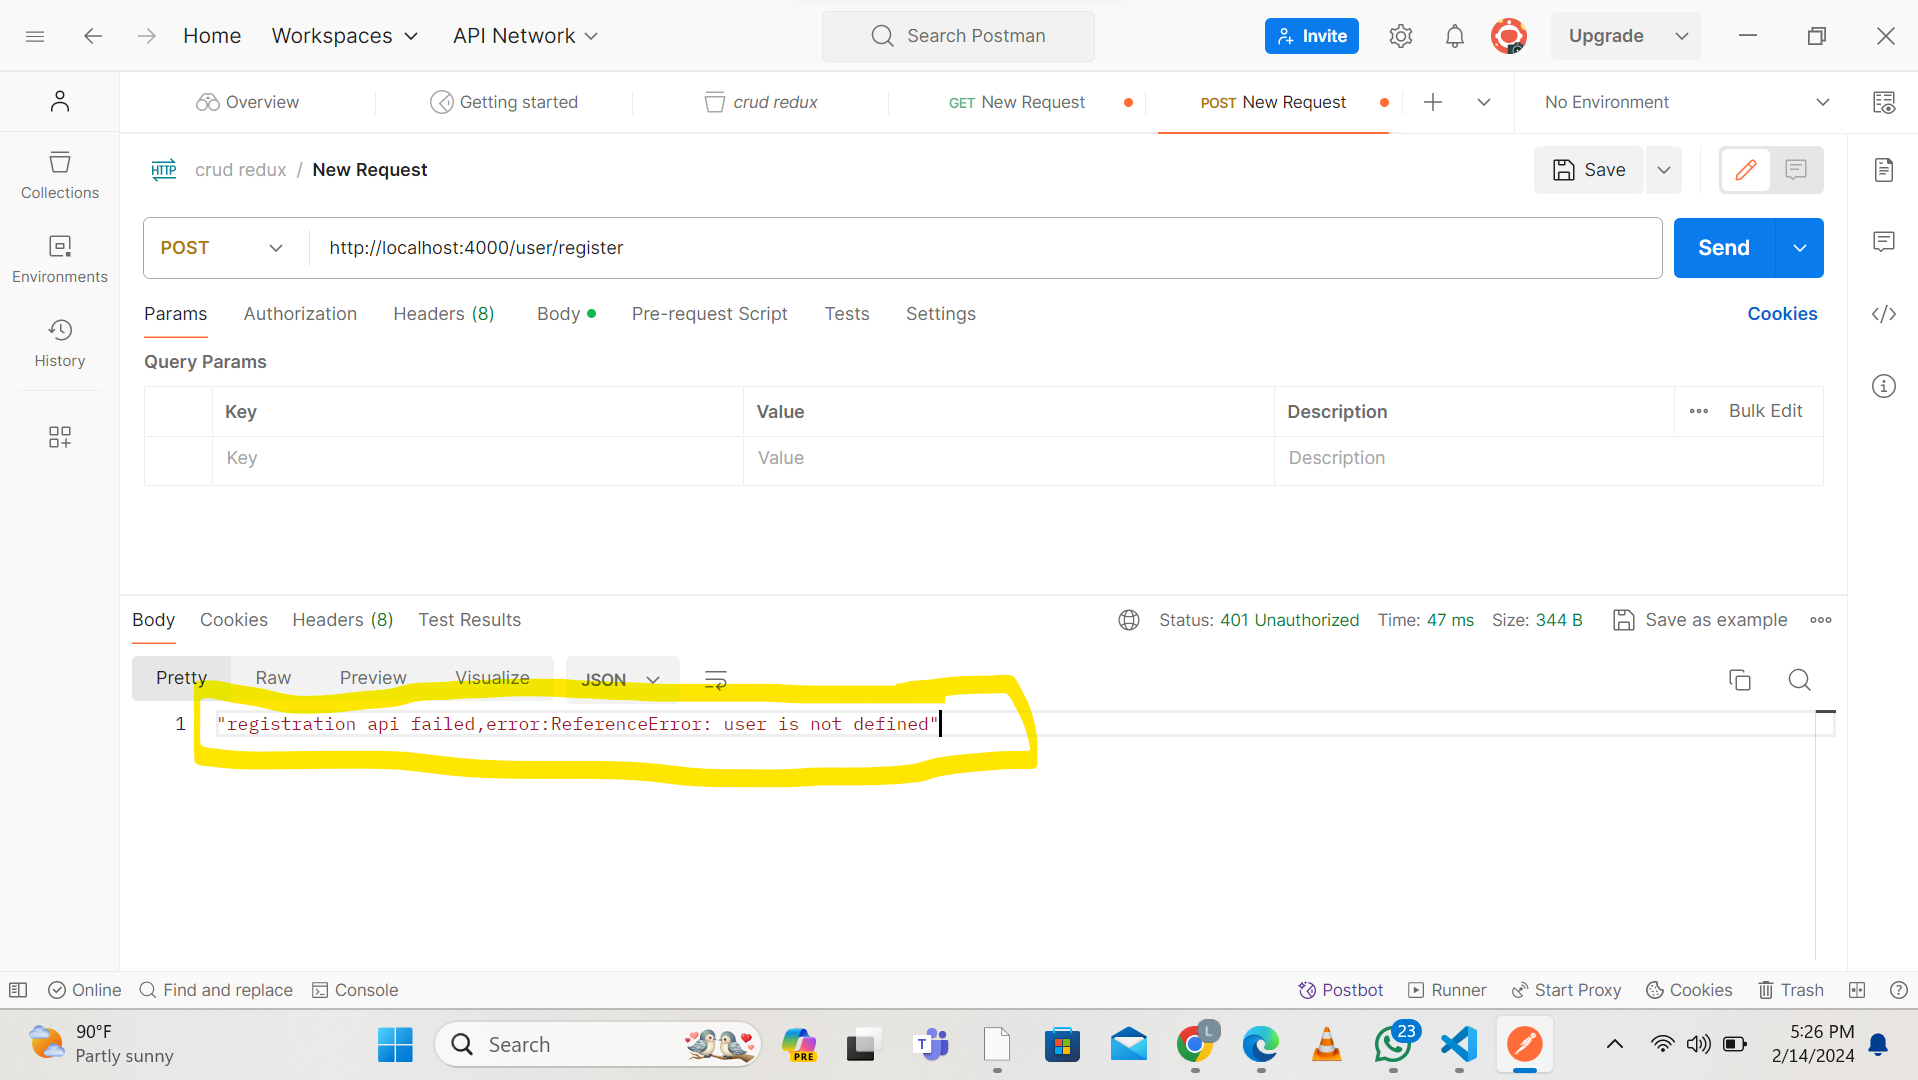 Home
Workspaces
API Network
Search Postman
Invite
Upgrade
Overview
Getting started
crud redux
GET New Request
POST New Request
No Environment
HTTP
crud redux / New Request
Save
Collections
Environments
History
POST
http://localhost:4000/user/register
Send
Params
Authorization
Headers (8)
Body
Pre-request Script
Tests
Settings
Cookies
Query Params
Key
Value
Description
Bulk Edit
Key
Value
Description
Body
Cookies
Headers (8)
Test Results
Status: 401 Unauthorized
Time: 47 ms
Size: 344 B
Save as example
Pretty
Raw
Preview
Visualize
JSON
1
"registration api failed,error:ReferenceError: user is not defined"
Online
Find and replace
Console
Postbot
Runner
Start Proxy
Cookies
Trash
90°F
Partly sunny
Search
PRE
T
L
23
5:26 PM
2/14/2024